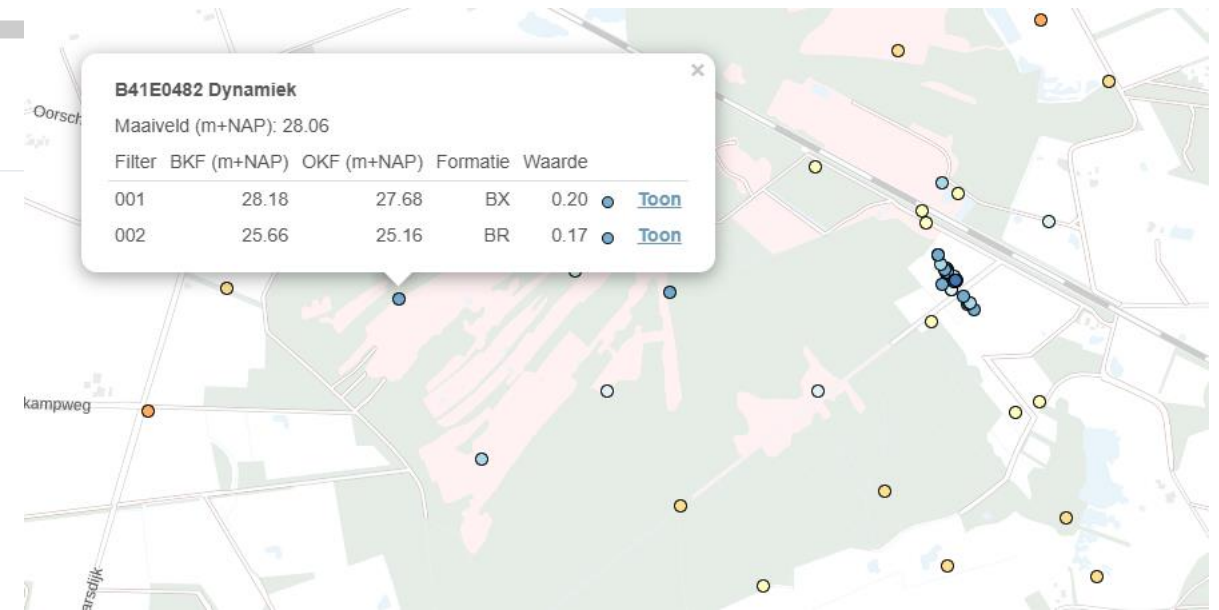 B41E0482 Dynamiek
×
Maaiveld (m+NAP): 28.06
Filter BKF (m+NAP) OKF (m+NAP) Formatie Waarde
001 28.18 27.68 BX 0.20 Toon
002 25.66 25.16 BR 0.17 Toon
Oorsch
kampweg
arsdijk